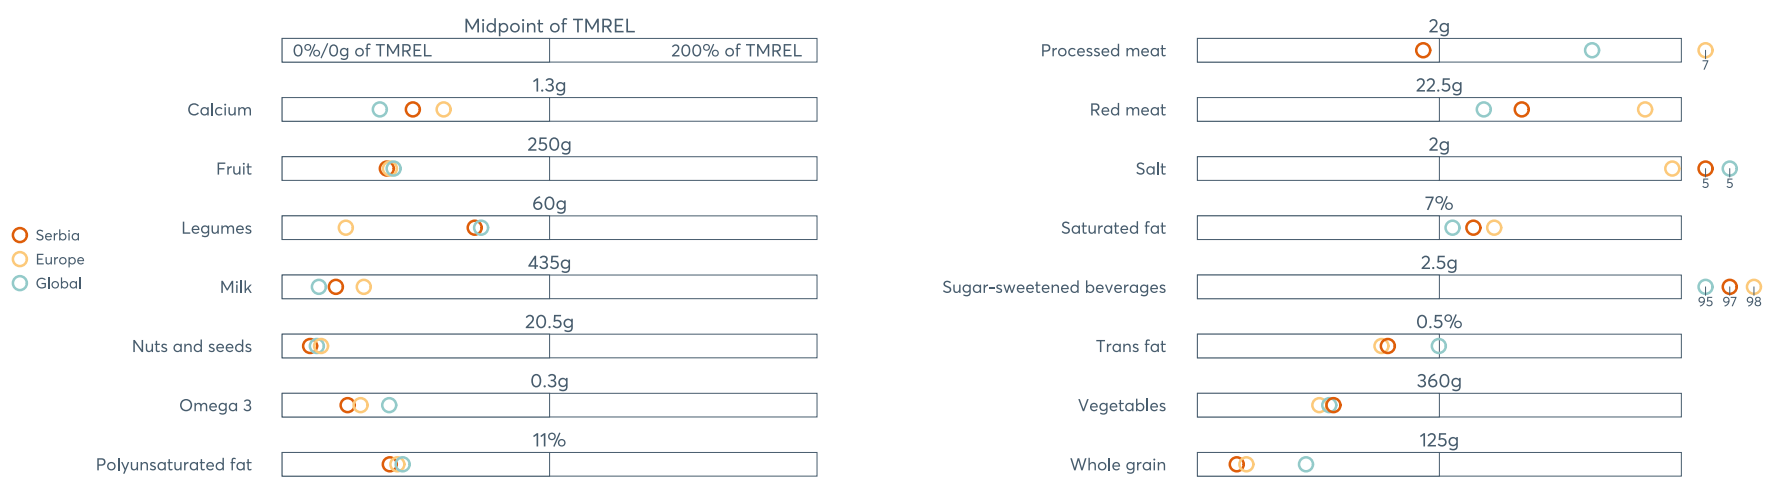 Midpoint of TMREL
0%/0g of TMREL 200% of TMREL
1.3g
Calcium
250g
Fruit
60g
Legumes
435g
Milk
20.5g
Nuts and seeds
0.3g
Omega 3
11%
Polyunsaturated fat
Serbia
Europe
Global
2g
Processed meat
7
22.5g
Red meat
2g
Salt
5 5
7%
Saturated fat
2.5g
Sugar-sweetened beverages
95 97 98
0.5%
Trans fat
360g
Vegetables
125g
Whole grain